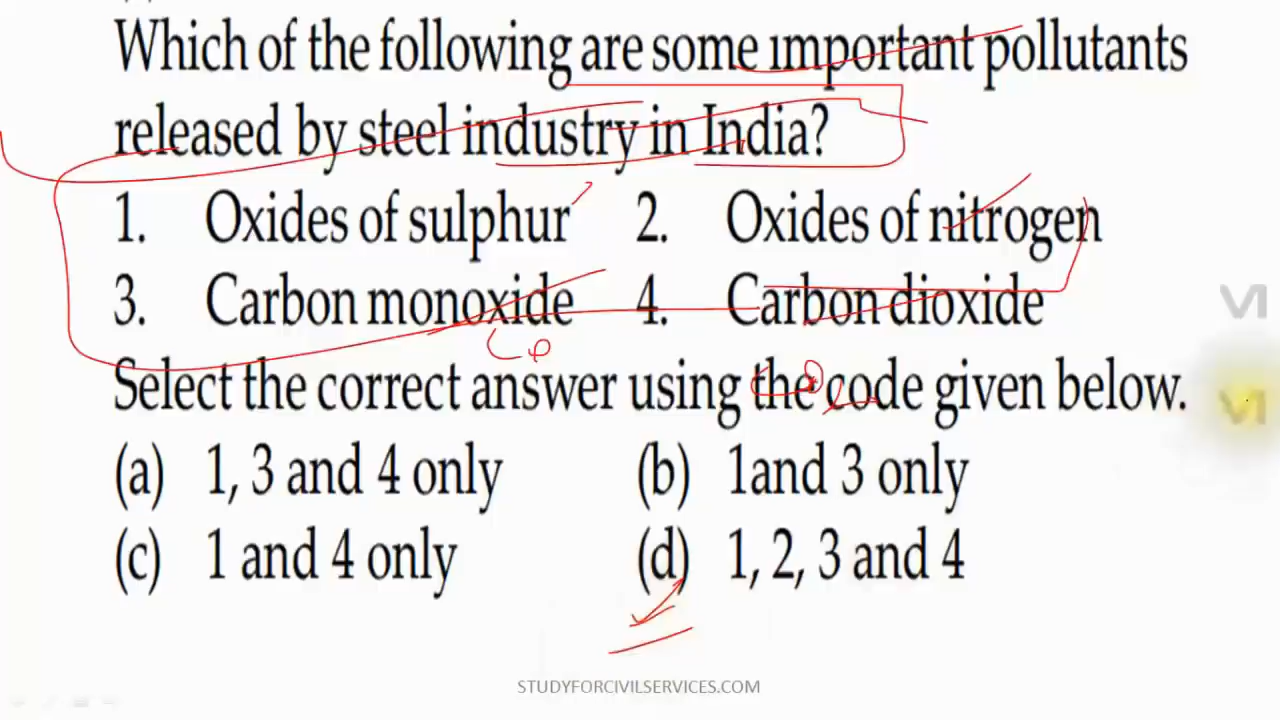 Which of the following are some important pollutants
released by steel industry in India?
1. Oxides of sulphur 2. Oxides of nitrogen
3. Carbon monoxide 4. Carbon dioxide
Select the correct answer using the code given below.
(a) 1, 3 and 4 only (b) 1and 3 only
(c) 1 and 4 only (d) 1, 2, 3 and 4
STUDYFORCIVILSERVICES.COM